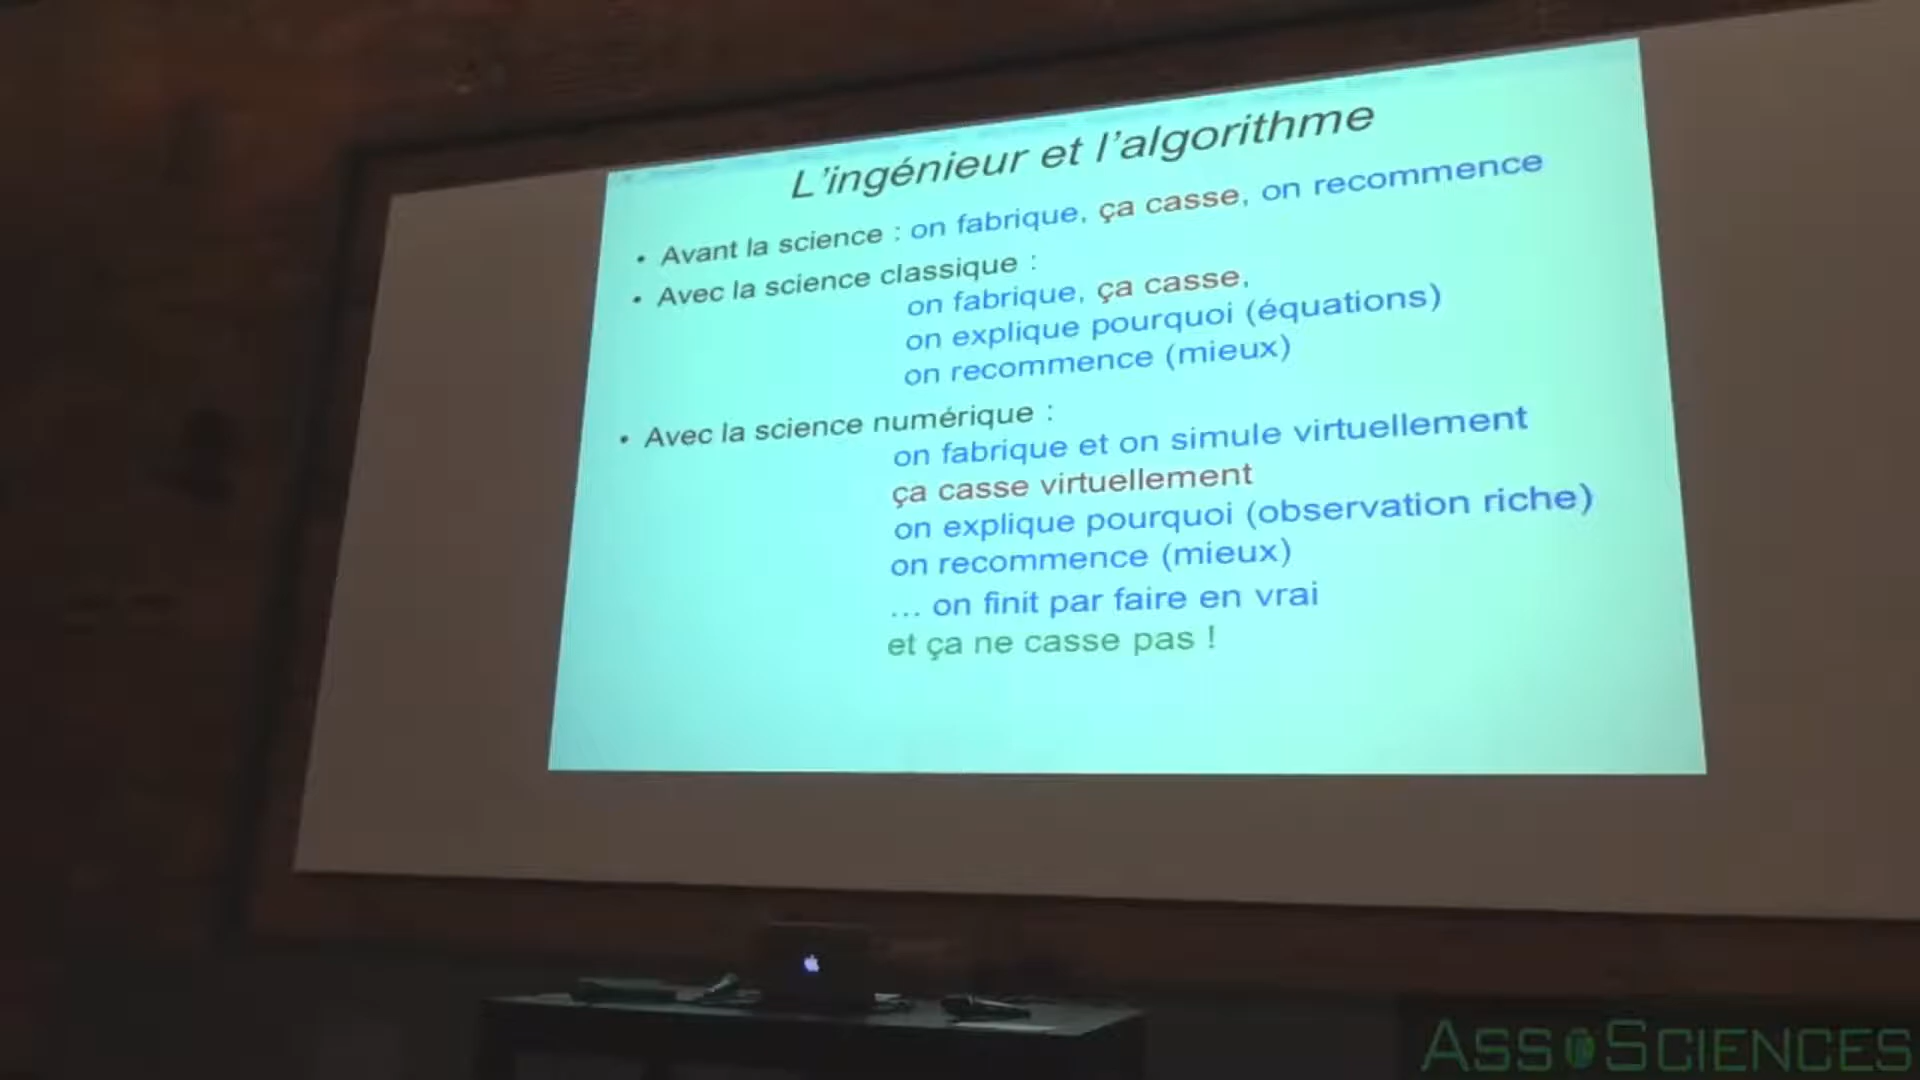 L'ingénieur et l'algorithme
• Avant la science : on fabrique, ça casse, on recommence
• Avec la science classique :
on fabrique, ça casse,
on explique pourquoi (équations)
on recommence (mieux)
• Avec la science numérique :
on fabrique et on simule virtuellement
ça casse virtuellement
on explique pourquoi (observation riche)
on recommence (mieux)
... on finit par faire en vrai
et ça ne casse pas !
ASSOSCIENCES